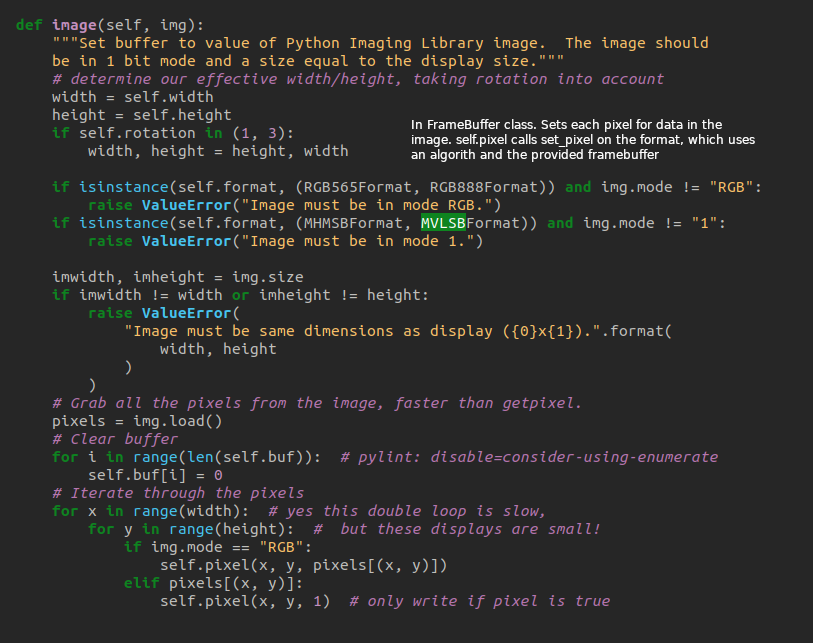 def image(self, img):
    """Set buffer to value of Python Imaging Library image.  The image should
    be in 1 bit mode and a size equal to the display size."""
    # determine our effective width/height, taking rotation into account
    width = self.width
    height = self.height
    if self.rotation in (1, 3):
        width, height = height, width
In FrameBuffer class. Sets each pixel for data in the
image. self.pixel calls set_pixel on the format, which uses
an algorith and the provided framebuffer

    if isinstance(self.format, (RGB565Format, RGB888Format)) and img.mode != "RGB":
        raise ValueError("Image must be in mode RGB.")
    if isinstance(self.format, (MHMSBFormat, MVLSBFormat)) and img.mode != "1":
        raise ValueError("Image must be in mode 1.")

    imwidth, imheight = img.size
    if imwidth != width or imheight != height:
        raise ValueError(
            "Image must be same dimensions as display ({0}x{1}).".format(
                width, height
            )
        )
    # Grab all the pixels from the image, faster than getpixel.
    pixels = img.load()
    # Clear buffer
    for i in range(len(self.buf)):  # pylint: disable=consider-using-enumerate
        self.buf[i] = 0
    # Iterate through the pixels
    for x in range(width):  # yes this double loop is slow,
        for y in range(height):  #  but these displays are small!
            if img.mode == "RGB":
                self.pixel(x, y, pixels[(x, y)])
            elif pixels[(x, y)]:
                self.pixel(x, y, 1)  # only write if pixel is true